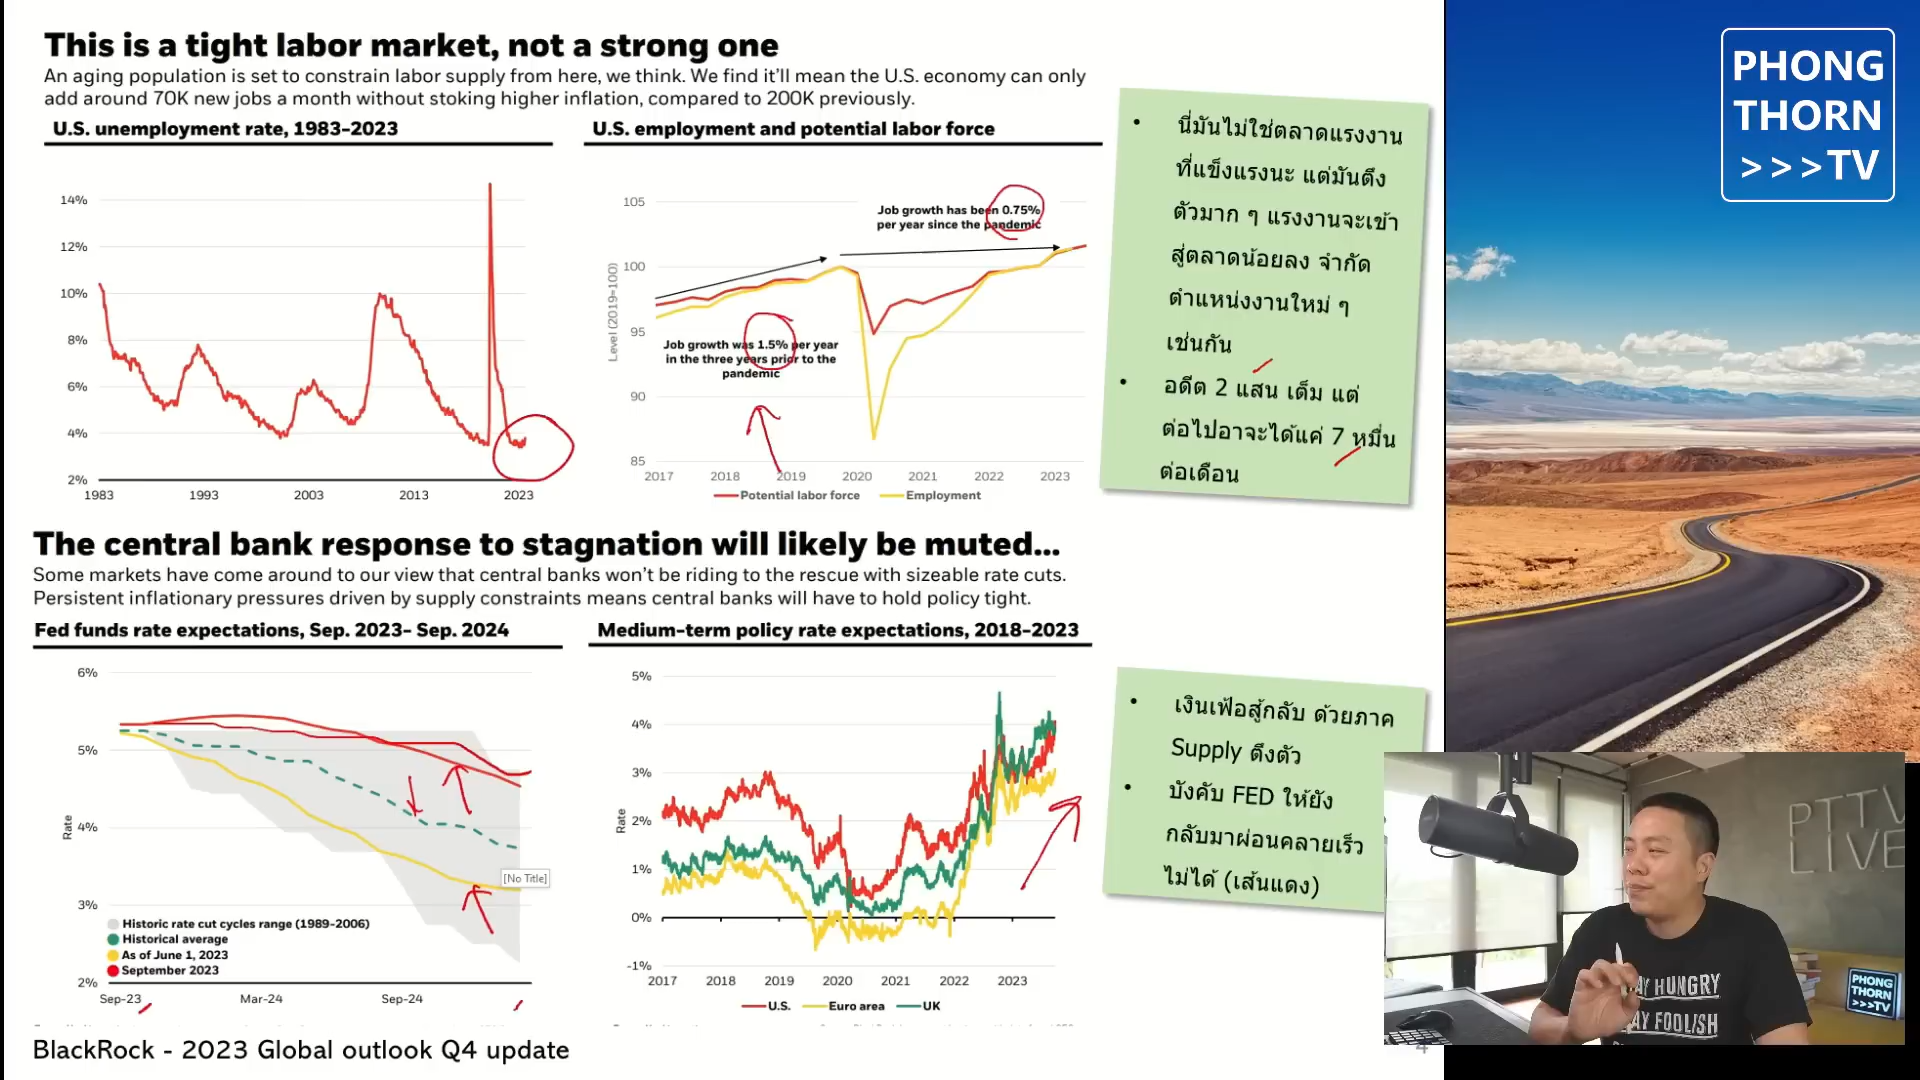 This is a tight labor market, not a strong one
An aging population is set to constrain labor supply from here, we think. We find it'll mean the U.S. economy can only
add around 70K new jobs a month without stoking higher inflation, compared to 200K previously.
U.S. unemployment rate, 1983-2023
14%
12%
10%
8%
6%
4%
2%
1983 1993 2003 2013 2023
U.S. employment and potential labor force
Level (2019=100)
105
100
95
90
85
Job growth has been 0.75%
per year since the pandemic
Job growth was 1.5% per year
in the three years prior to the
pandemic
2017 2018 2019 2020 2021 2022 2023
Potential labor force Employment
• นี่มันไม่ใช่ตลาดแรงงาน
ที่แข็งแรงนะ แต่มันตึง
ตัวมาก ๆ แรงงานจะเข้า
สู่ตลาดน้อยลง จำกัด
ตำแหน่งงานใหม่ ๆ
เช่นกัน
• อดีต 2 แสน เต็ม แต่
ต่อไปอาจะได้แค่ 7 หมื่น
ต่อเดือน
The central bank response to stagnation will likely be muted...
Some markets have come around to our view that central banks won't be riding to the rescue with sizeable rate cuts.
Persistent inflationary pressures driven by supply constraints means central banks will have to hold policy tight.
Fed funds rate expectations, Sep. 2023- Sep. 2024
Rate
6%
5%
4%
3%
2%
[No Title]
Historic rate cut cycles range (1989-2006)
Historical average
As of June 1, 2023
September 2023
Sep-23 Mar-24 Sep-24
Medium-term policy rate expectations, 2018-2023
Rate
5%
4%
3%
2%
1%
0%
-1%
2017 2018 2019 2020 2021 2022 2023
U.S. Euro area UK
• เงินเฟ้อสู้กลับ ด้วยภาค
Supply ตึงตัว
• บังคับ FED ให้ยัง
กลับมาผ่อนคลายเร็ว
ไม่ได้ (เส้นแดง)
BlackRock - 2023 Global outlook Q4 update
4
PHONG
THORN
>>>TV
PTTV
LIVE
AY HUNGRY
AY FOOLISH
PHONG
THORN
>>>TV